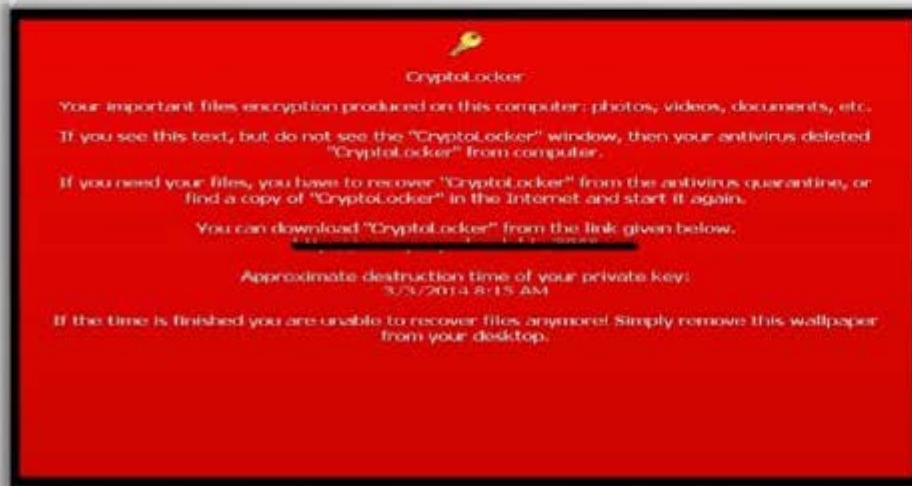 CryptoLocker
Your important files encryption produced on this computer: photos, videos, documents, etc.
If you see this text, but do not see the "CryptoLocker" window, then your antivirus deleted
"CryptoLocker" from computer.
If you need your files, you have to recover "CryptoLocker" from the antivirus quarantine, or
find a copy of "CryptoLocker" in the Internet and start it again.
You can download "CryptoLocker" from the link given below.
Approximate destruction time of your private key:
3/3/2014 8:15 AM
If the time is finished you are unable to recover files anymore! Simply remove this wallpaper
from your desktop.